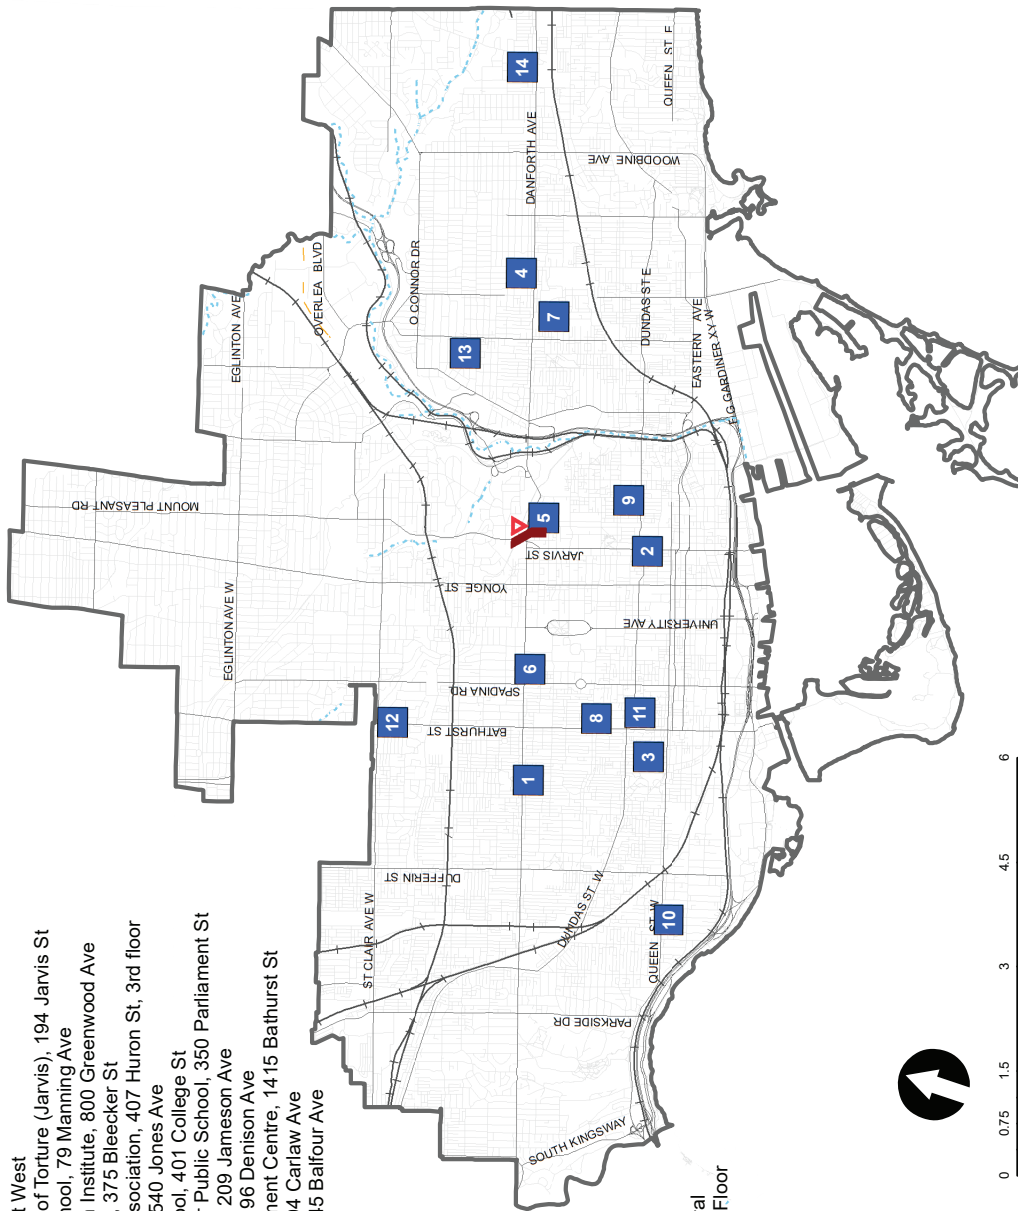 t West
of Torture (Jarvis), 194 Jarvis St
hool, 79 Manning Ave
n Institute, 800 Greenwood Ave
, 375 Bleecker St
sociation, 407 Huron St, 3rd floor
540 Jones Ave
ool, 401 College St
r Public School, 350 Parliament St
, 209 Jameson Ave
96 Denison Ave
ment Centre, 1415 Bathurst St
04 Carlaw Ave
45 Balfour Ave
al
Floor
MOUNT PLEASANT RD
EGLINTON AVE W
EGLINTON AVE
OVERLEA BLVD
O CONNOR DR
DANFORTH AVE
WOODBINE AVE
QUEEN ST E
DUNDAS ST E
EASTERN AVE
F G GARDINER XY W
JARVIS ST
YONGE ST
UNIVERSITY AVE
SPADINA RD
BATHURST ST
DUFFERIN ST
ST CLAIR AVE W
DUNDAS ST W
QUEEN ST W
PARKSIDE DR
SOUTH KINGSWAY
1
2
3
4
5
6
7
8
9
10
11
12
13
14
0 0.75 1.5 3 4.5 6